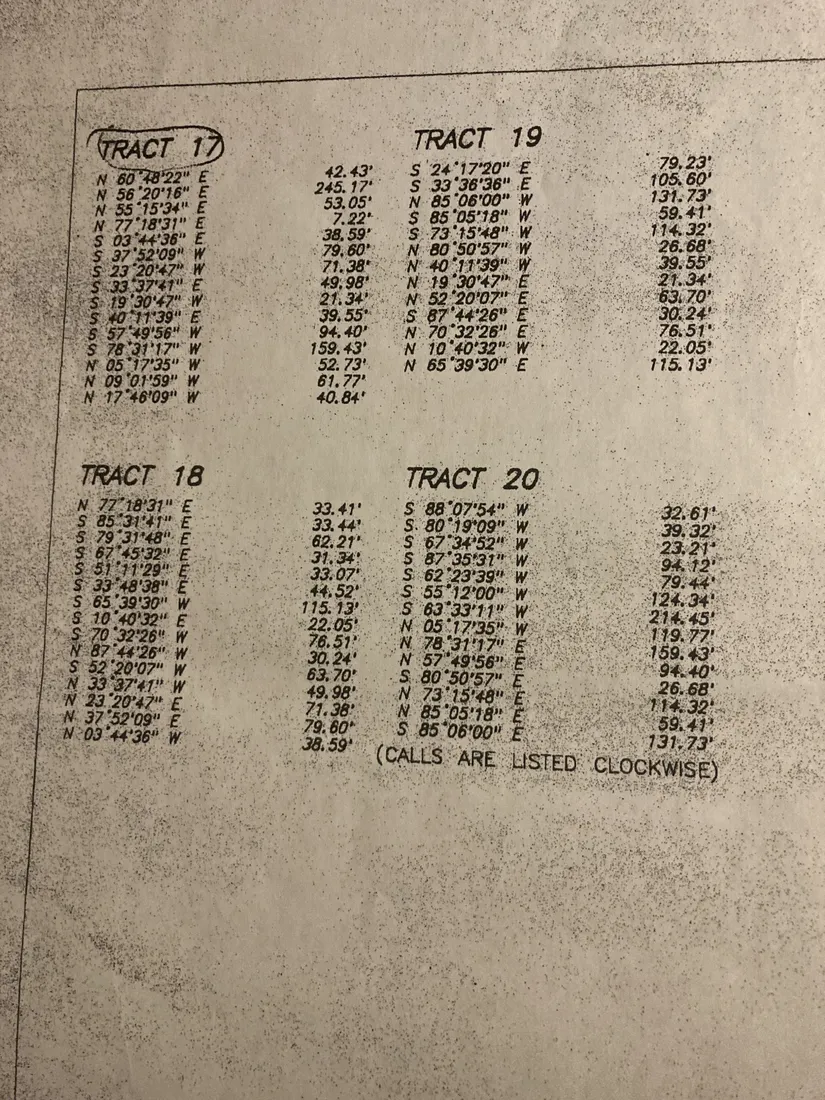 TRACT 17
N 60°48'22" E 42.43'
N 56°20'16" E 245.17'
N 55°15'34" E 53.05'
N 77°18'31" E 7.22'
S 03°44'36" E 38.59'
S 37°52'09" W 79.60'
S 23°20'47" W 71.38'
S 33°37'41" E 49.98'
S 19°30'47" W 21.34'
S 40°11'39" E 39.55'
S 57°49'56" W 94.40'
S 78°31'17" W 159.43'
N 05°17'35" W 52.73'
N 09°01'59" W 61.77'
N 17°46'09" W 40.84'
TRACT 19
S 24°17'20" E 79.23'
S 33°36'36" E 105.60'
N 85°06'00" W 131.73'
S 85°05'18" W 59.41'
S 73°15'48" W 114.32'
N 80°50'57" W 26.68'
N 40°11'39" W 39.55'
N 19°30'47" E 21.34'
N 52°20'07" E 63.70'
S 87°44'26" E 30.24'
N 70°32'26" E 76.51'
N 10°40'32" W 22.05'
N 65°39'30" E 115.13'
TRACT 18
N 77°18'31" E 33.41'
S 85°31'41" E 33.44'
S 79°31'48" E 62.21'
S 67°45'32" E 31.34'
S 51°11'29" E 33.07'
S 33°48'38" E 44.52'
S 65°39'30" W 115.13'
S 10°40'32" E 22.05'
S 70°32'26" W 76.51'
N 87°44'26" W 30.24'
S 52°20'07" W 63.70'
N 33°37'41" W 49.98'
N 23°20'47" E 71.38'
N 37°52'09" E 79.60'
N 03°44'36" W 38.59'
TRACT 20
S 88°07'54" W 32.61'
S 80°19'09" W 39.32'
S 67°34'52" W 23.21'
S 87°35'31" W 94.12'
S 62°23'39" W 79.44'
S 55°12'00" W 124.34'
S 63°33'11" W 214.45'
N 05°17'35" W 119.77'
N 78°31'17" E 159.43'
N 57°49'56" E 94.40'
S 80°50'57" E 26.68'
N 73°15'48" E 114.32'
N 85°05'18" E 59.41'
S 85°06'00" E 131.73'
(CALLS ARE LISTED CLOCKWISE)